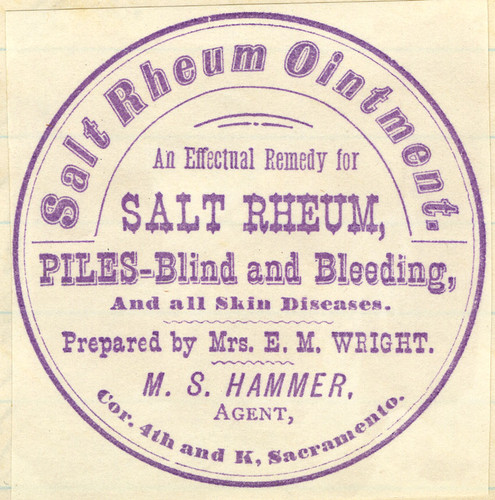 Salt Rheum Ointment.
An Effectual Remedy for
SALT RHEUM,
PILES-Blind and Bleeding,
And all Skin Diseases.
Prepared by Mrs. E. M. WRIGHT.
M. S. HAMMER,
AGENT,
Cor. 4th and K, Sacramento.